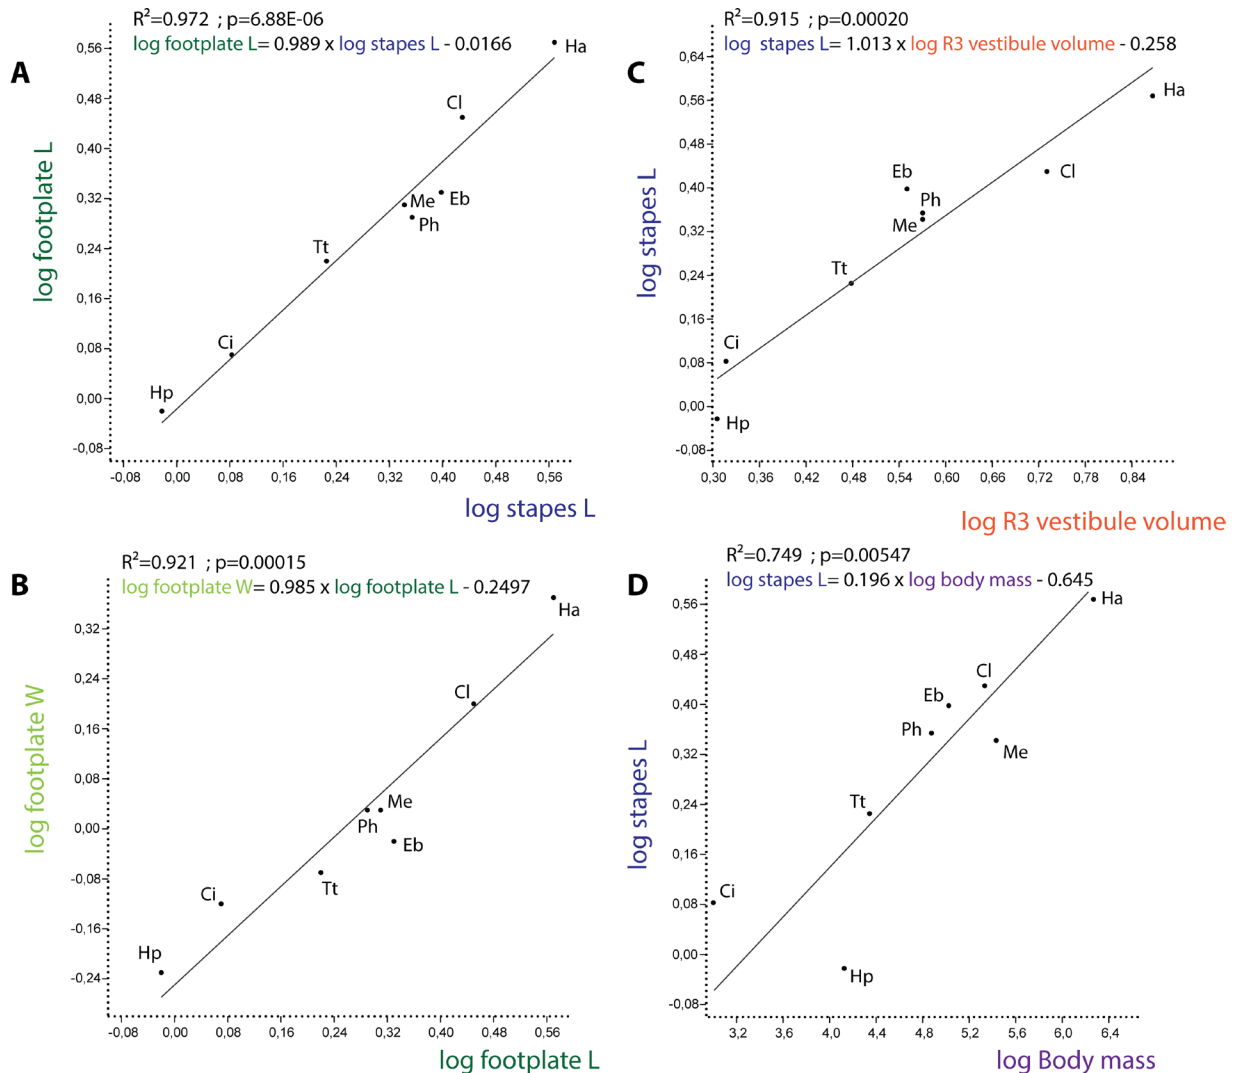 A
R²=0.972 ; p=6.88E-06
log footplate L= 0.989 x log stapes L - 0.0166
log footplate L
0,56
0,48
0,40
0,32
0,24
0,16
0,08
0,00
-0,08
Ha
Cl
Me
Eb
Ph
Tt
Ci
Hp
-0,08 0,00 0,08 0,16 0,24 0,32 0,40 0,48 0,56
log stapes L
C
R²=0.915 ; p=0.00020
log stapes L= 1.013 x log R3 vestibule volume - 0.258
log stapes L
0,64
0,56
0,48
0,40
0,32
0,24
0,16
0,08
0,00
-0,08
Ha
Cl
Eb
Ph
Me
Tt
Ci
Hp
0,30 0,36 0,42 0,48 0,54 0,60 0,66 0,72 0,78 0,84
log R3 vestibule volume
B
R²=0.921 ; p=0.00015
log footplate W= 0.985 x log footplate L - 0.2497
log footplate W
0,32
0,24
0,16
0,08
0,00
-0,08
-0,16
-0,24
Ha
Cl
Me
Ph
Eb
Tt
Ci
Hp
-0,08 0,00 0,08 0,16 0,24 0,32 0,40 0,48 0,56
log footplate L
D
R²=0.749 ; p=0.00547
log stapes L= 0.196 x log body mass - 0.645
log stapes L
0,56
0,48
0,40
0,32
0,24
0,16
0,08
0,00
-0,08
Ha
Cl
Eb
Ph
Me
Tt
Ci
Hp
3,2 3,6 4,0 4,4 4,8 5,2 5,6 6,0 6,4
log Body mass